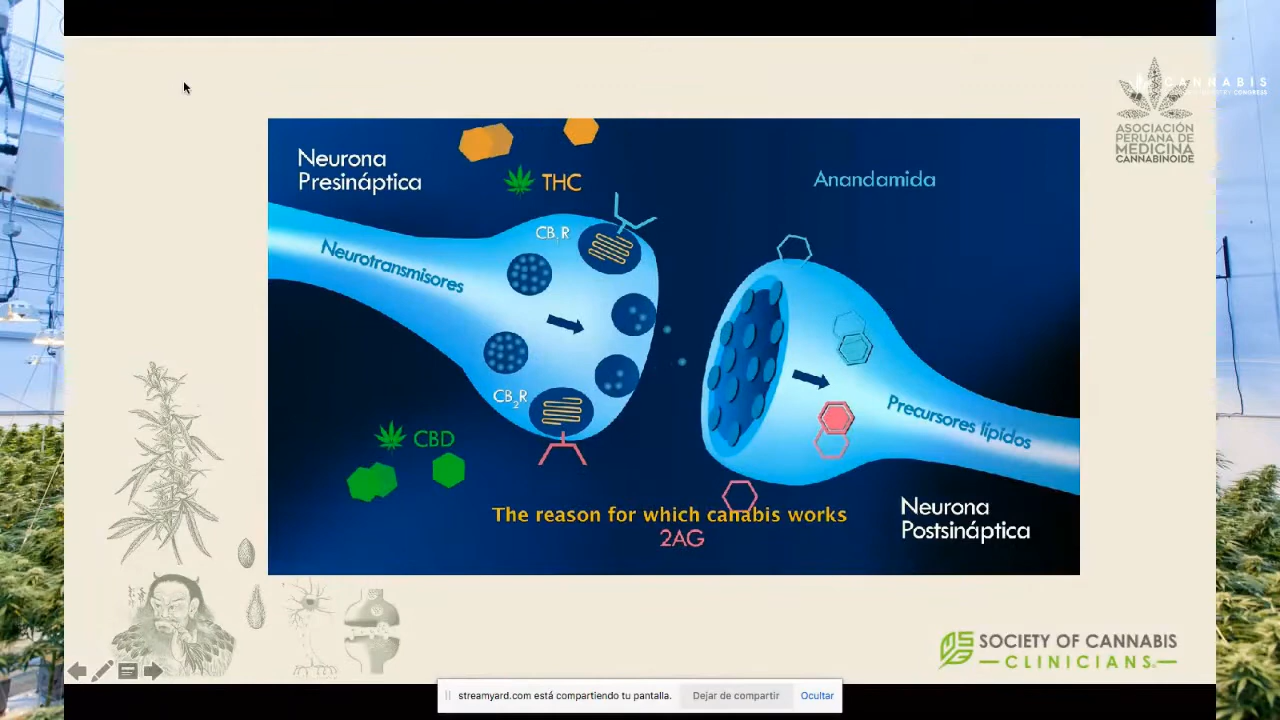 CANNABIS
CONGRESS
ASOCIACIÓN
PERUANA DE
MEDICINA
CANNABINOIDE
Neurona
Presináptica
THC
Anandamida
CB1R
Neurotransmisores
CB2R
CBD
Precursores lípidos
The reason for which canabis works
2AG
Neurona
Postsináptica
SOCIETY OF CANNABIS
CLINICIANS
streamyard.com está compartiendo tu pantalla.
Dejar de compartir
Ocultar